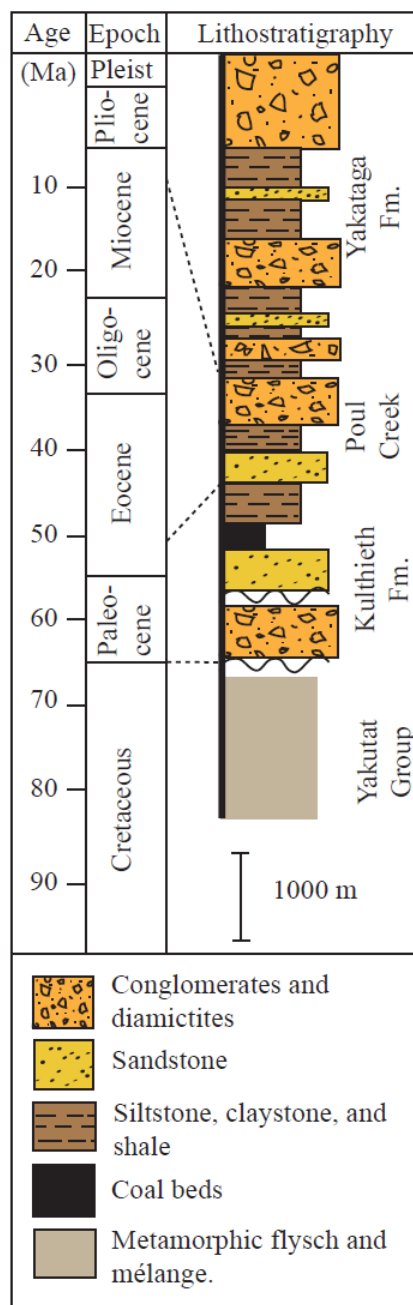 Age Epoch Lithostratigraphy
(Ma) Pleist
Plio-
cene
10
Miocene
Yakataga
Fm.
20
Oligo-
cene
30
Poul
Creek
40
Eocene
50
Kulthieth
Fm.
60
Paleo-
cene
70
Yakutat
Group
80
Cretaceous
90
1000 m
Conglomerates and
diamictites
Sandstone
Siltstone, claystone, and
shale
Coal beds
Metamorphic flysch and
mélange.